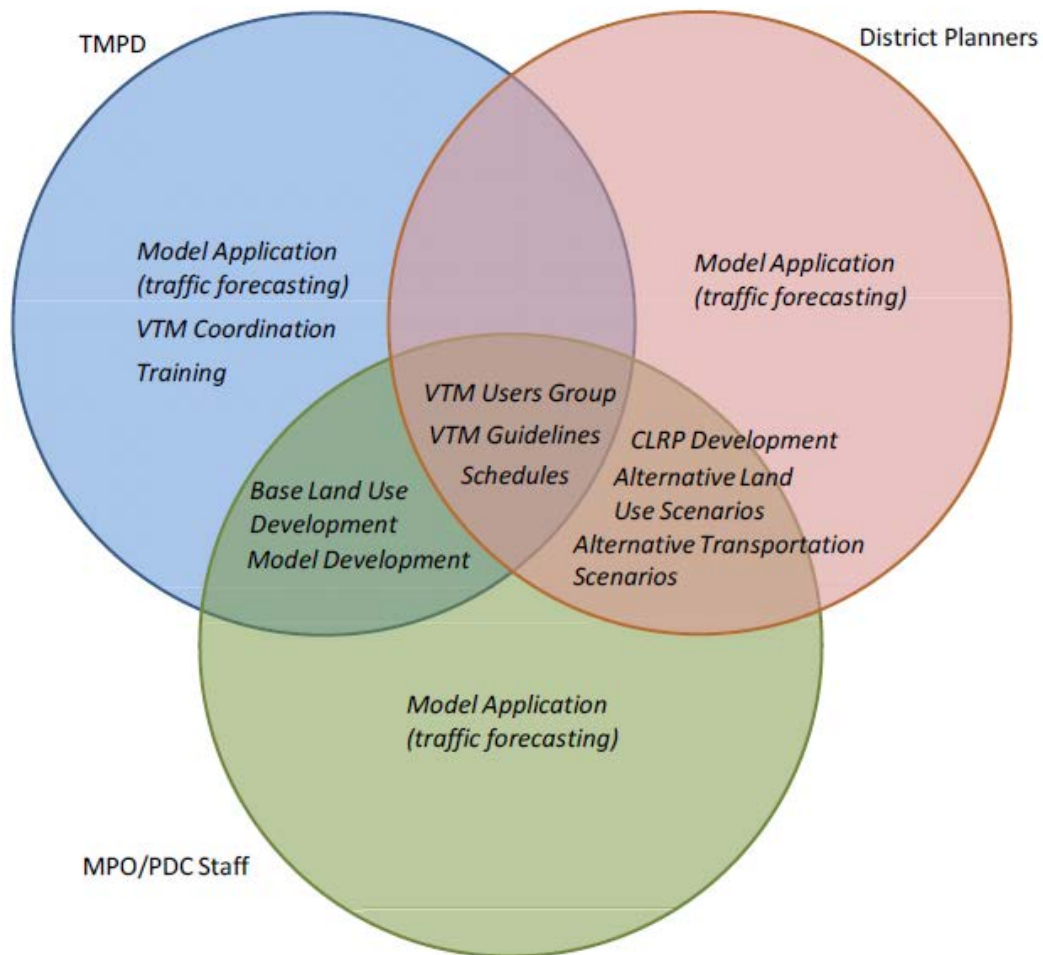 TMPD
District Planners
Model Application
(traffic forecasting)
VTM Coordination
Training
Model Application
(traffic forecasting)
VTM Users Group
VTM Guidelines
Schedules
CLRP Development
Alternative Land
Use Scenarios
Alternative Transportation
Scenarios
Base Land Use
Development
Model Development
Model Application
(traffic forecasting)
MPO/PDC Staff